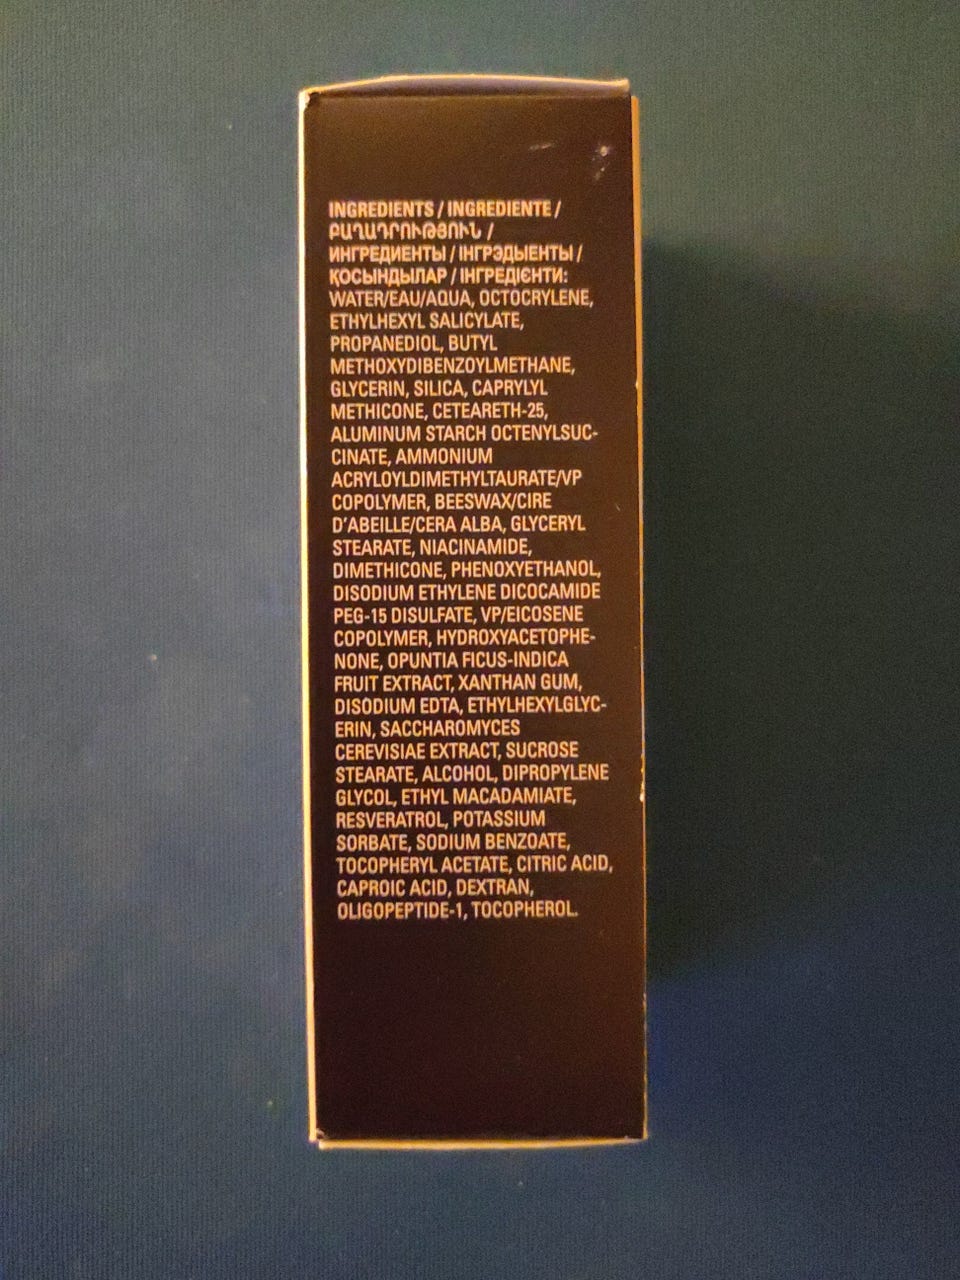 INGREDIENTS / INGREDIENTE /
ԲԱՂԱԴՐՈՒԹՅՈՒՆ /
ИНГРЕДИЕНТЫ / ІНГРЭДЫЕНТЫ /
ҚОСЫНДЫЛАР / ІНГРЕДІЄНТИ:
WATER/EAU/AQUA, OCTOCRYLENE,
ETHYLHEXYL SALICYLATE,
PROPANEDIOL, BUTYL
METHOXYDIBENZOYLMETHANE,
GLYCERIN, SILICA, CAPRYLYL
METHICONE, CETEARETH-25,
ALUMINUM STARCH OCTENYLSUC-
CINATE, AMMONIUM
ACRYLOYLDIMETHYLTAURATE/VP
COPOLYMER, BEESWAX/CIRE
D'ABEILLE/CERA ALBA, GLYCERYL
STEARATE, NIACINAMIDE,
DIMETHICONE, PHENOXYETHANOL,
DISODIUM ETHYLENE DICOCAMIDE
PEG-15 DISULFATE, VP/EICOSENE
COPOLYMER, HYDROXYACETOPHE-
NONE, OPUNTIA FICUS-INDICA
FRUIT EXTRACT, XANTHAN GUM,
DISODIUM EDTA, ETHYLHEXYLGLYC-
ERIN, SACCHAROMYCES
CEREVISIAE EXTRACT, SUCROSE
STEARATE, ALCOHOL, DIPROPYLENE
GLYCOL, ETHYL MACADAMIATE,
RESVERATROL, POTASSIUM
SORBATE, SODIUM BENZOATE,
TOCOPHERYL ACETATE, CITRIC ACID,
CAPROIC ACID, DEXTRAN,
OLIGOPEPTIDE-1, TOCOPHEROL.